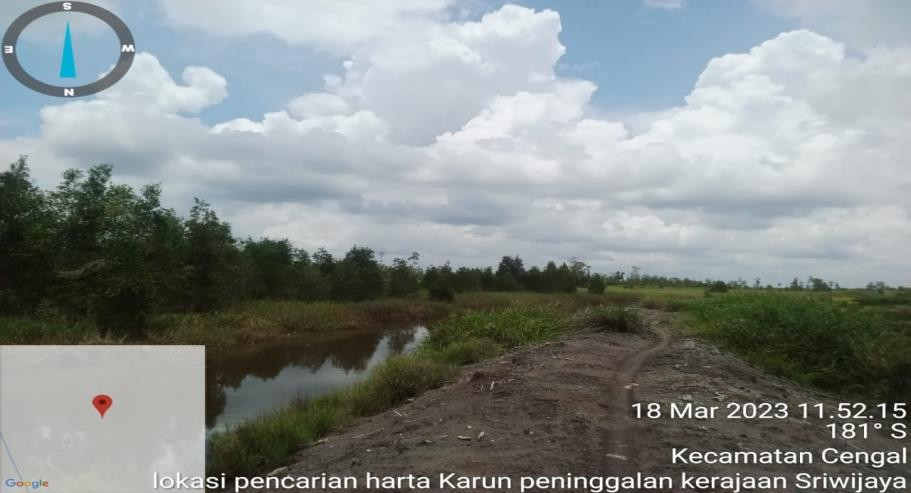 S
E
W
N
18 Mar 2023 11.52.15
181° S
Kecamatan Cengal
lokasi pencarian harta Karun peninggalan kerajaan Sriwijaya
Google